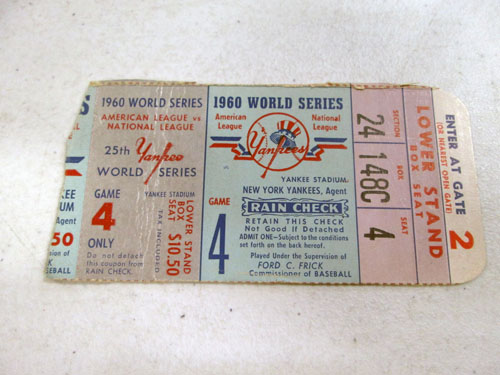 50
1960 WORLD SERIES
AMERICAN LEAGUE vs
NATIONAL LEAGUE
25th Yankee
WORLD SERIES
GAME
4
ONLY
YANKEE STADIUM
TAX INCLUDED
LOWER STAND
BOX SEAT
$10.50
Do not detach
this coupon from
RAIN CHECK
1960 WORLD SERIES
American
League
National
League
Yankees
YANKEE STADIUM
NEW YORK YANKEES, Agent
RAIN CHECK
RETAIN THIS CHECK
Not Good If Detached
ADMIT ONE—Subject to the conditions
set forth on the back hereof.
Played Under the Supervision of
FORD C. FRICK
Commissioner of BASEBALL
GAME
4
SECTION
24
BOX
148C
SEAT
4
LOWER STAND
BOX SEAT
ENTER AT GATE
(OR NEAREST OPEN GATE)
2